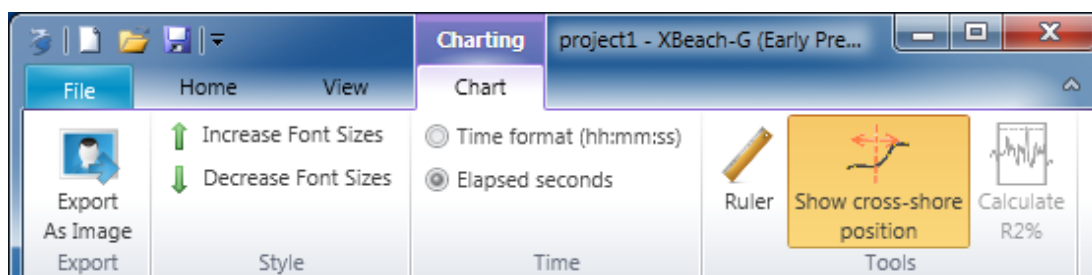 Charting
project1 - XBeach-G (Early Pre...
File
Home
View
Chart
Export
As Image
Export
Increase Font Sizes
Decrease Font Sizes
Style
Time format (hh:mm:ss)
Elapsed seconds
Time
Ruler
Show cross-shore
position
Calculate
R2%
Tools